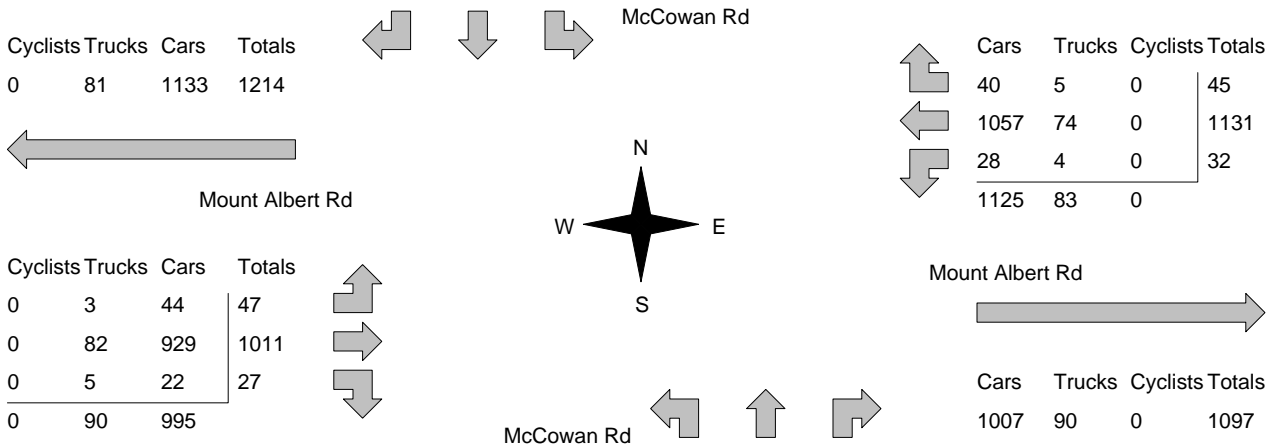 McCowan Rd
Cyclists Trucks Cars Totals
0 81 1133 1214
Cars Trucks Cyclists Totals
40 5 0 45
1057 74 0 1131
28 4 0 32
1125 83 0
Mount Albert Rd
N
W E
S
Cyclists Trucks Cars Totals
0 3 44 47
0 82 929 1011
0 5 22 27
0 90 995
Mount Albert Rd
Cars Trucks Cyclists Totals
1007 90 0 1097
McCowan Rd